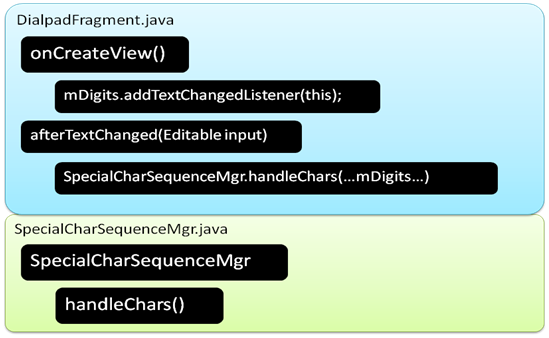 DialpadFragment.java
onCreateView()
mDigits.addTextChangedListener(this);
afterTextChanged(Editable input)
SpecialCharSequenceMgr.handleChars(...mDigits...)
SpecialCharSequenceMgr.java
SpecialCharSequenceMgr
handleChars()